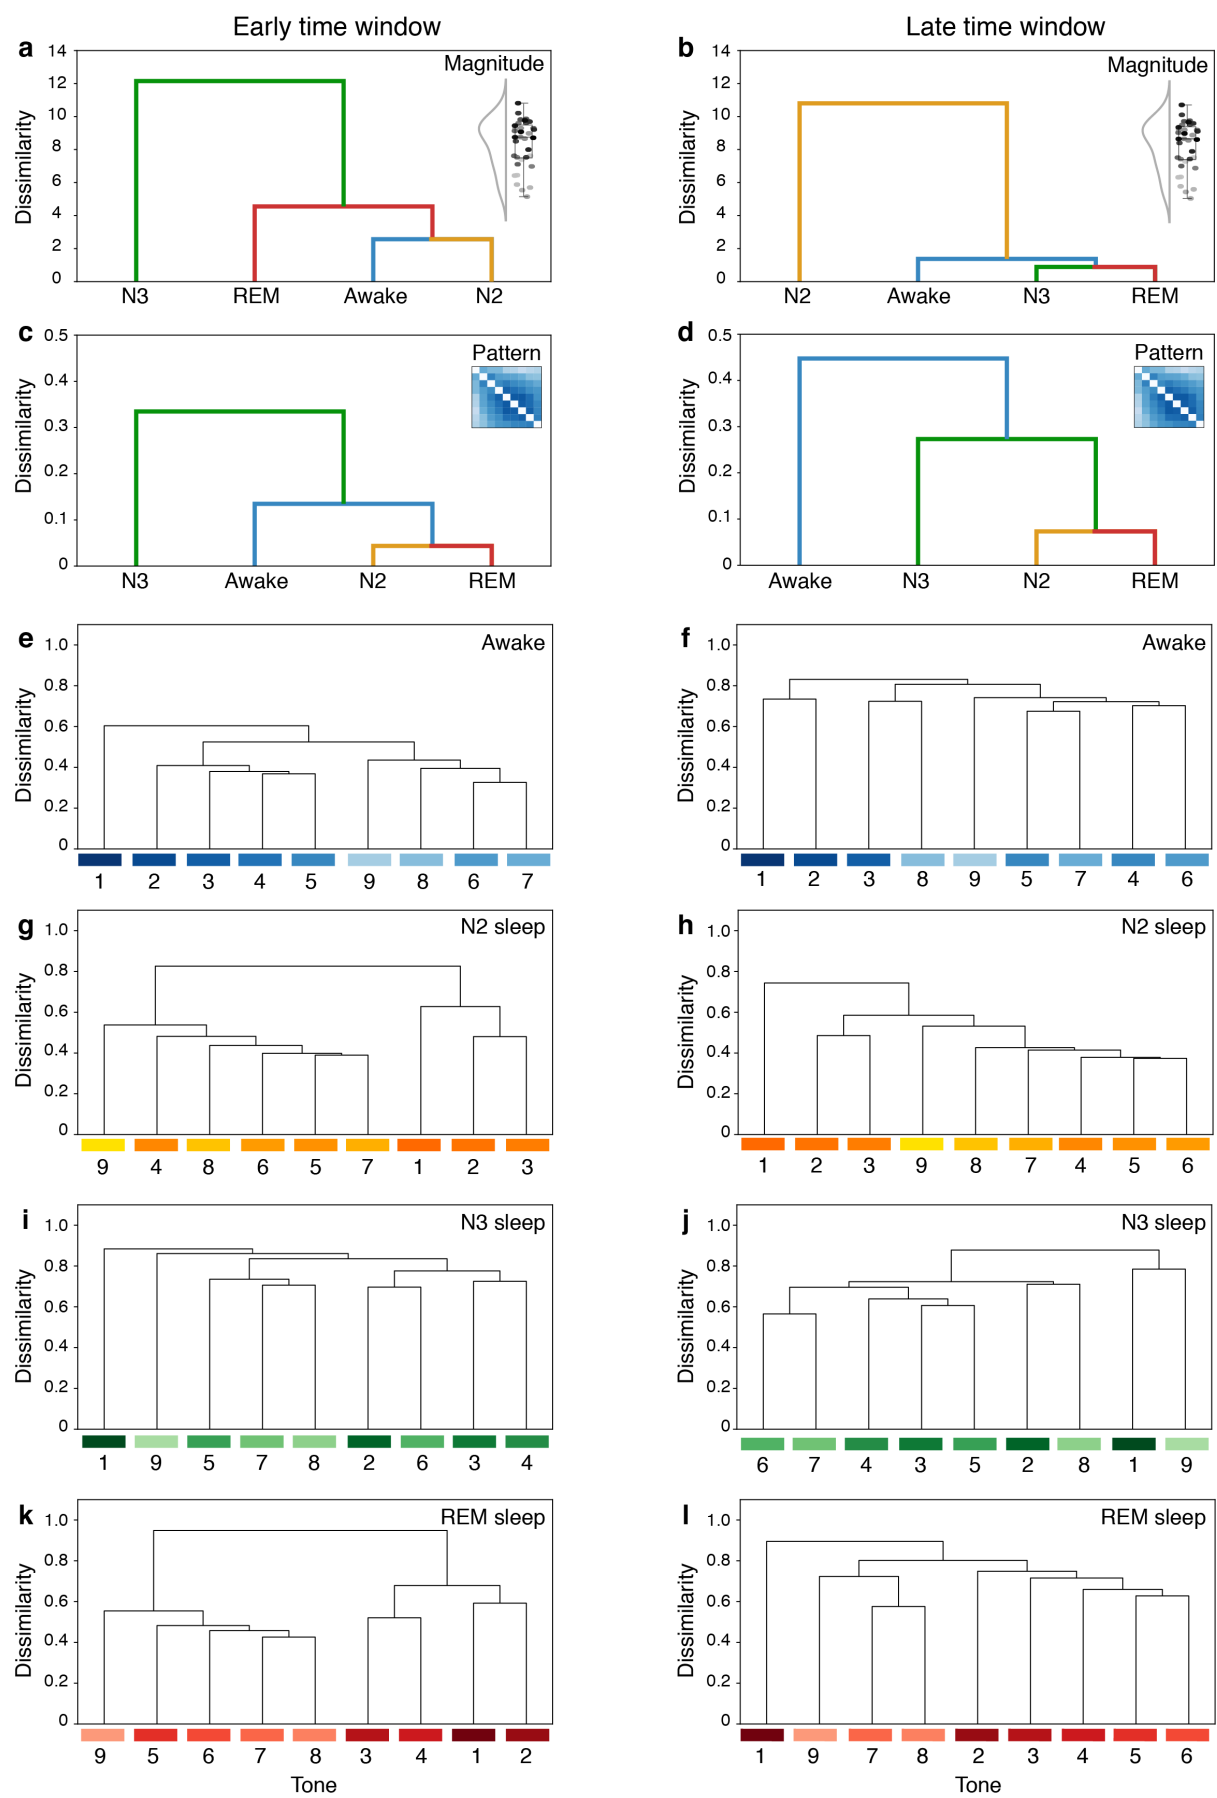 Early time window
Late time window
a
Magnitude
Dissimilarity
14
12
10
8
6
4
2
0
N3 REM Awake N2
b
Magnitude
Dissimilarity
14
12
10
8
6
4
2
0
N2 Awake N3 REM
c
Pattern
Dissimilarity
0.5
0.4
0.3
0.2
0.1
0
N3 Awake N2 REM
d
Pattern
Dissimilarity
0.5
0.4
0.3
0.2
0.1
0
Awake N3 N2 REM
e
Awake
Dissimilarity
1.0
0.8
0.6
0.4
0.2
0
1 2 3 4 5 9 8 6 7
f
Awake
Dissimilarity
1.0
0.8
0.6
0.4
0.2
0
1 2 3 8 9 5 7 4 6
g
N2 sleep
Dissimilarity
1.0
0.8
0.6
0.4
0.2
0
9 4 8 6 5 7 1 2 3
h
N2 sleep
Dissimilarity
1.0
0.8
0.6
0.4
0.2
0
1 2 3 9 8 7 4 5 6
i
N3 sleep
Dissimilarity
1.0
0.8
0.6
0.4
0.2
0
1 9 5 7 8 2 6 3 4
j
N3 sleep
Dissimilarity
1.0
0.8
0.6
0.4
0.2
0
6 7 4 3 5 2 8 1 9
k
REM sleep
Dissimilarity
1.0
0.8
0.6
0.4
0.2
0
9 5 6 7 8 3 4 1 2
Tone
l
REM sleep
Dissimilarity
1.0
0.8
0.6
0.4
0.2
0
1 9 7 8 2 3 4 5 6
Tone